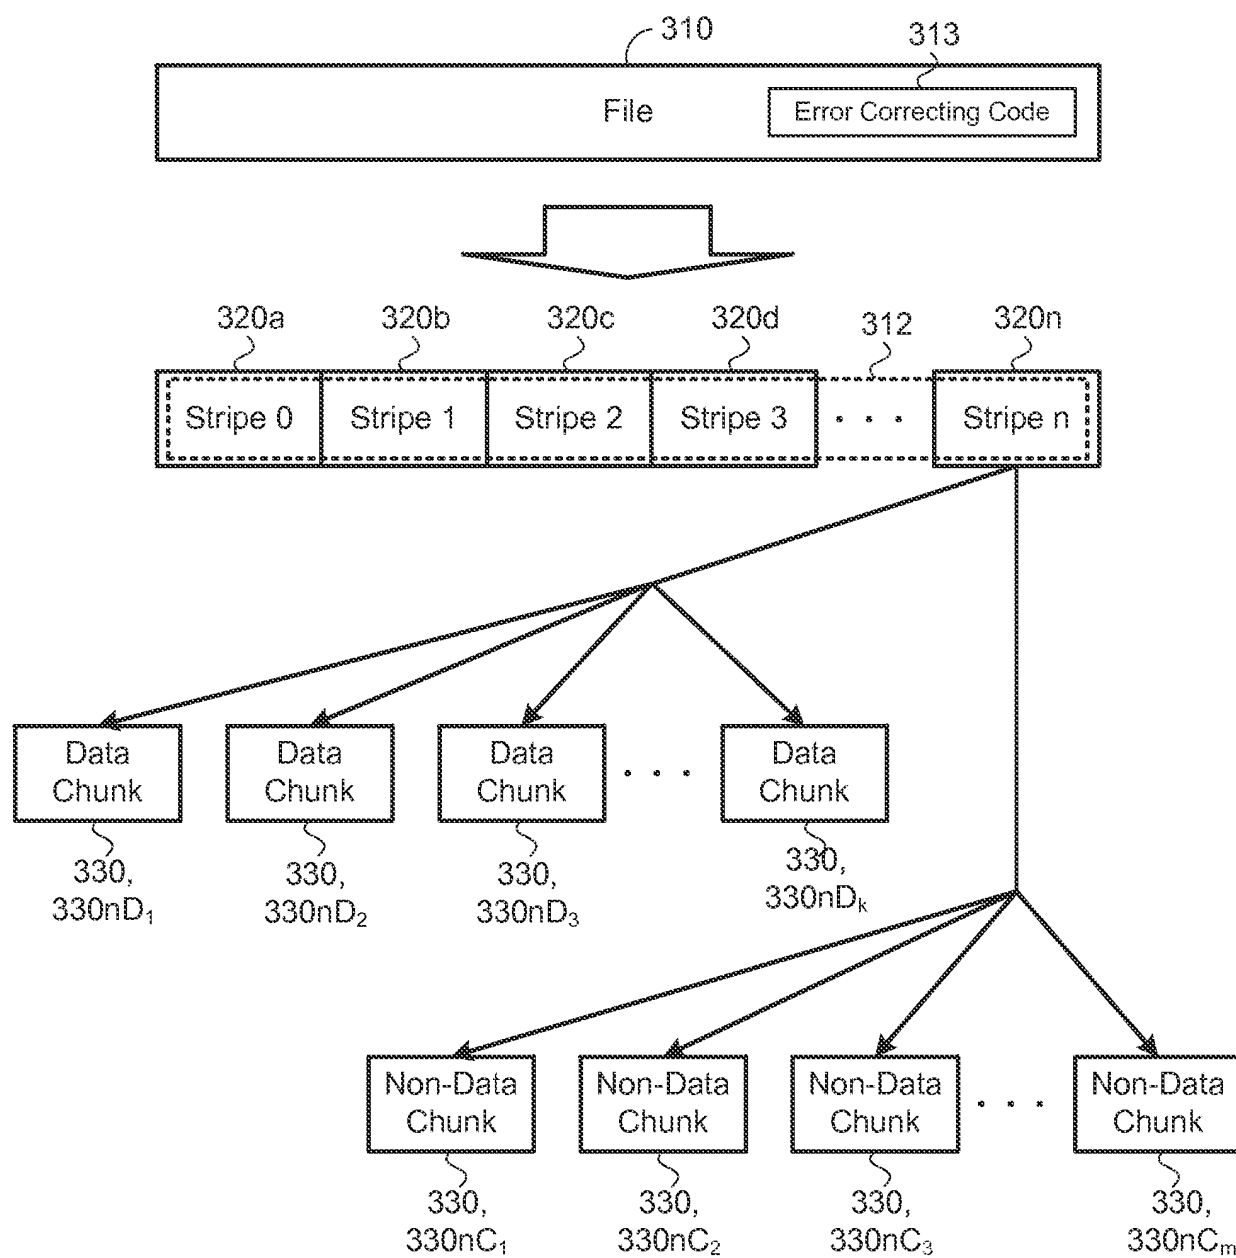 310
313
File
Error Correcting Code
320a 320b 320c 320d 312 320n
Stripe 0 Stripe 1 Stripe 2 Stripe 3 . . . Stripe n
Data Data Data Data
Chunk Chunk Chunk . . . Chunk
330, 330, 330, 330,
330nD₁ 330nD₂ 330nD₃ 330nDₖ
Non-Data Non-Data Non-Data Non-Data
Chunk Chunk Chunk . . . Chunk
330, 330, 330, 330,
330nC₁ 330nC₂ 330nC₃ 330nCₘ